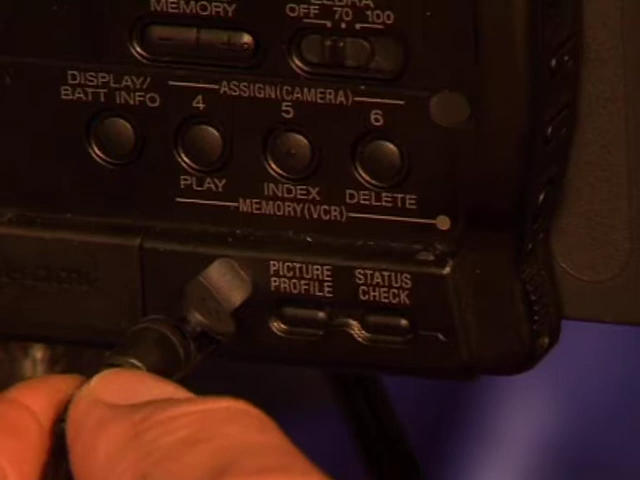 MEMORY
ZEBRA
OFF 70 100
DISPLAY/
BATT INFO
ASSIGN(CAMERA)
4 5 6
PLAY INDEX DELETE
MEMORY(VCR)
PICTURE
PROFILE
STATUS
CHECK